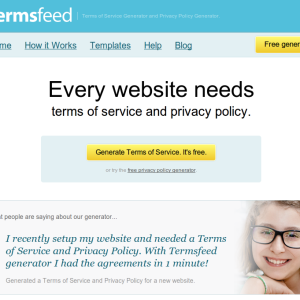 ermsfeed | Terms of Service Generator and Privacy Policy Generator
me How it Works Templates Help Blog Free gener
Every website needs
terms of service and privacy policy.
Generate Terms of Service. It's free.
or try the free privacy policy generator.
t people are saying about our generator...
I recently setup my website and needed a Terms
of Service and Privacy Policy. With Termsfeed
generator I had the agreements in 1 minute!
Generated a Terms of Service and Privacy Policy for a new website.